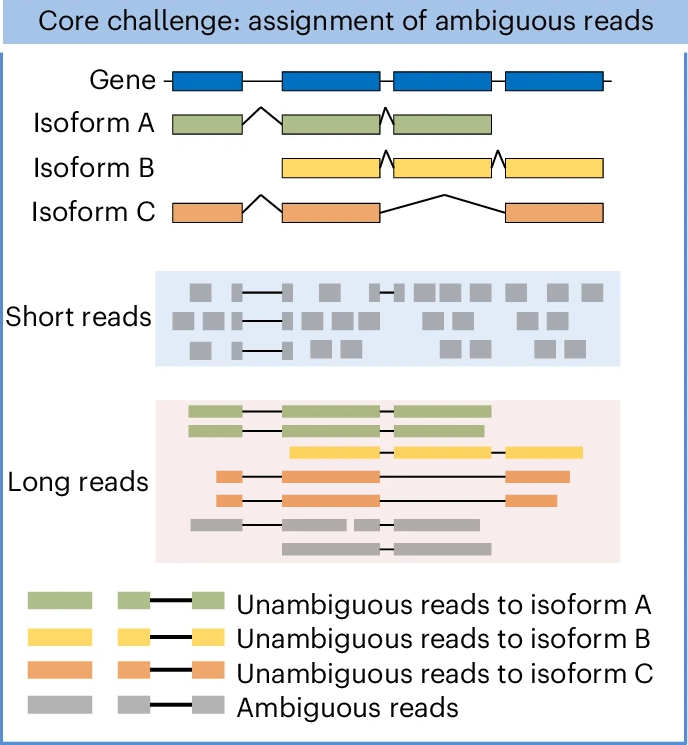 Core challenge: assignment of ambiguous reads
Gene
Isoform A
Isoform B
Isoform C
Short reads
Long reads
Unambiguous reads to isoform A
Unambiguous reads to isoform B
Unambiguous reads to isoform C
Ambiguous reads